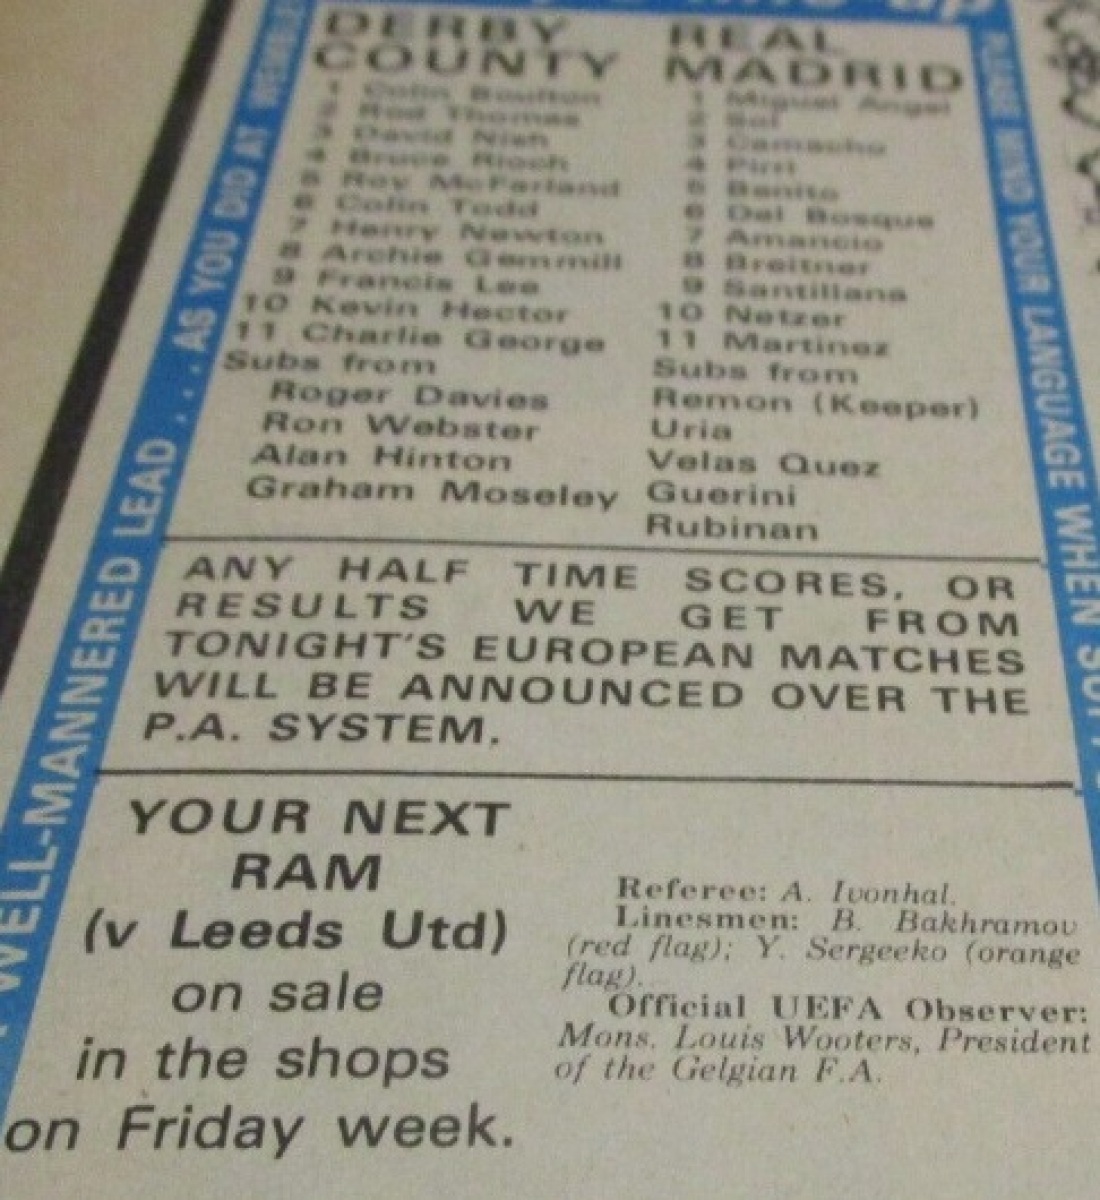 DERBY COUNTY
1 Colin Boulton
2 Rod Thomas
3 David Nish
4 Bruce Rioch
5 Roy McFarland
6 Colin Todd
7 Henry Newton
8 Archie Gemmill
9 Francis Lee
10 Kevin Hector
11 Charlie George
Subs from
Roger Davies
Ron Webster
Alan Hinton
Graham Moseley
REAL MADRID
1 Miguel Angel
2 Sol
3 Camacho
4 Pirri
5 Benito
6 Del Bosque
7 Amancio
8 Breitner
9 Santillana
10 Netzer
11 Martinez
Subs from
Remon (Keeper)
Uria
Velas Quez
Guerini
Rubinan
ANY HALF TIME SCORES, OR
RESULTS WE GET FROM
TONIGHT'S EUROPEAN MATCHES
WILL BE ANNOUNCED OVER THE
P.A. SYSTEM.
YOUR NEXT
RAM
(v Leeds Utd)
on sale
in the shops
on Friday week.
Referee: A. Ivonhal.
Linesmen: B. Bakhramov
(red flag); Y. Sergeeko (orange
flag).
Official UEFA Observer:
Mons. Louis Wooters, President
of the Gelgian F.A.
WELL-MANNERED LEAD . . . AS YOU DID AT WEMBLEY
PLEASE MIND YOUR LANGUAGE WHEN